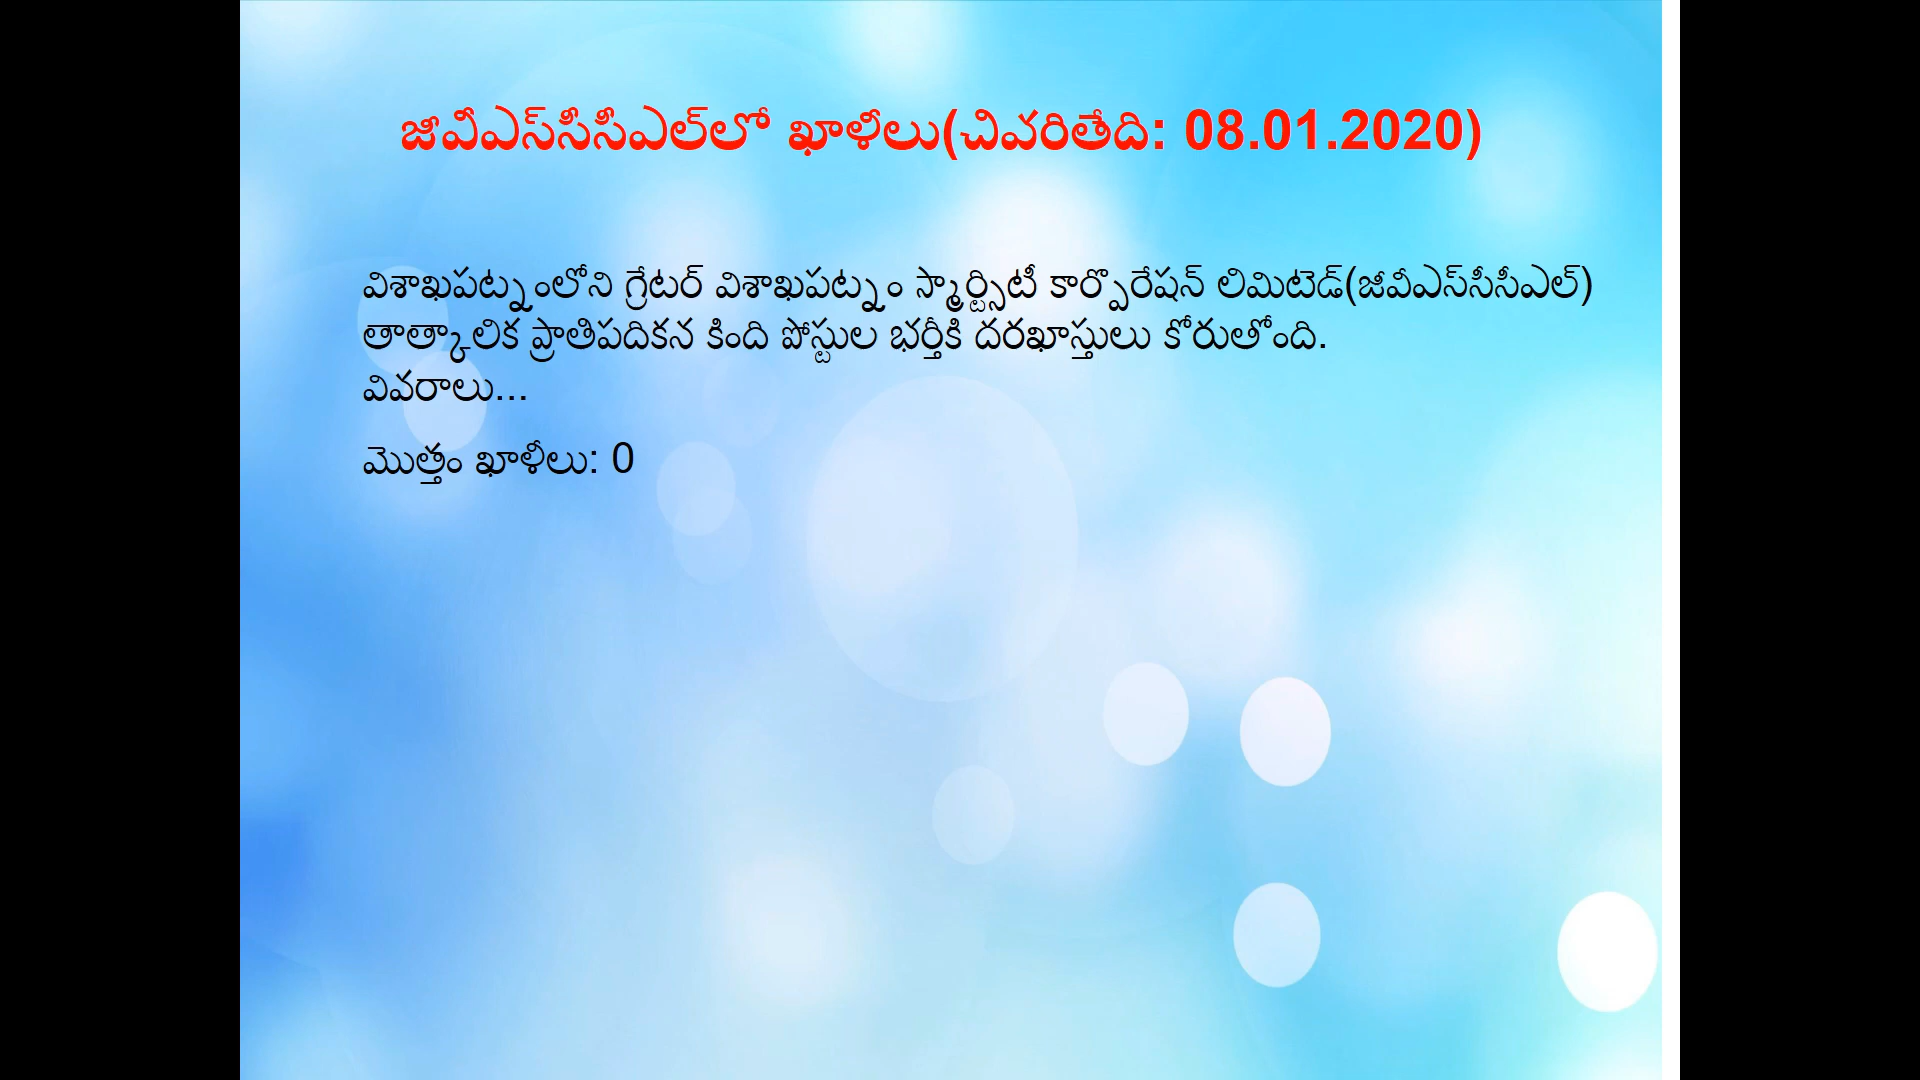 జీవీఎస్‌సీసీఎల్‌లో ఖాళీలు(చివరితేది: 08.01.2020)
విశాఖపట్నంలోని గ్రేటర్ విశాఖపట్నం స్మార్ట్సిటీ కార్పొరేషన్ లిమిటెడ్(జీవీఎస్‌సీసీఎల్)
తాత్కాలిక ప్రాతిపదికన కింది పోస్టుల భర్తీకి దరఖాస్తులు కోరుతోంది.
వివరాలు...
మొత్తం ఖాళీలు: 0